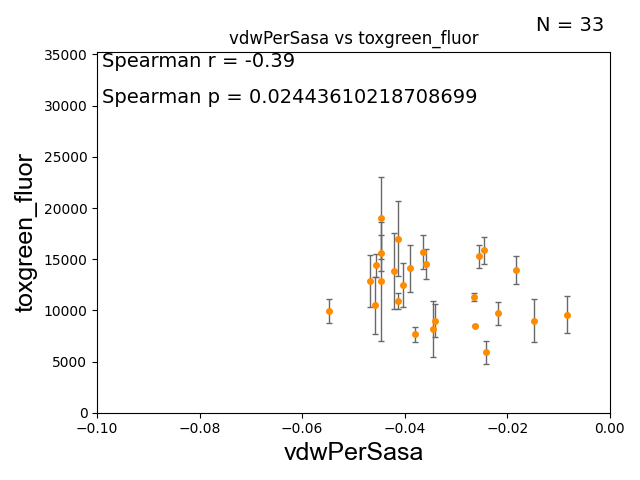 N = 33
vdwPerSasa vs toxgreen_fluor
Spearman r = -0.39
Spearman p = 0.02443610218708699
toxgreen_fluor
35000
30000
25000
20000
15000
10000
5000
0
−0.10 −0.08 −0.06 −0.04 −0.02 0.00
vdwPerSasa